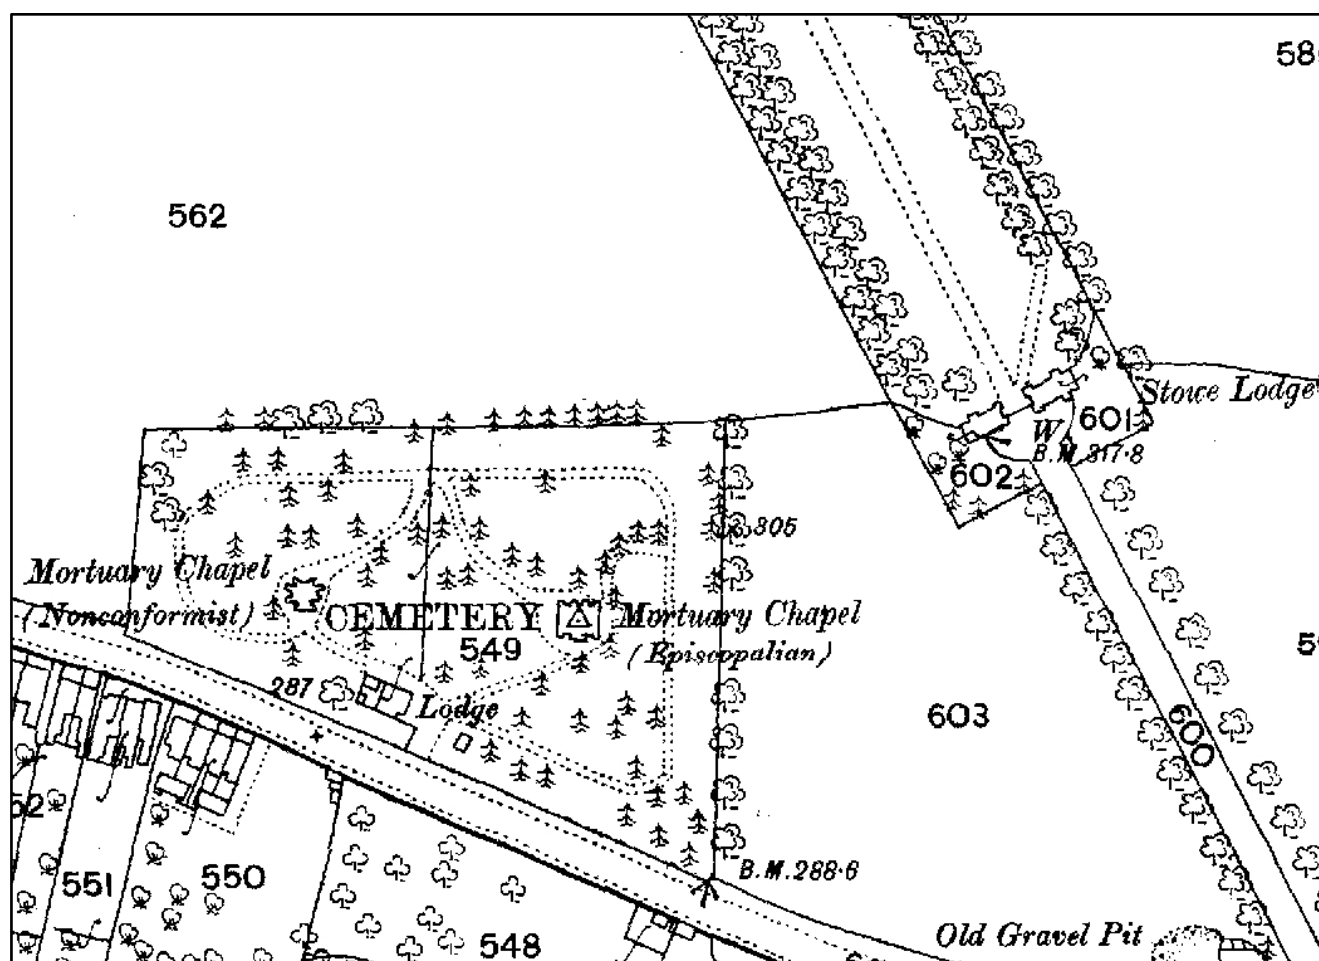 562
Stowe Lodge
601
W
B.M. 317·8
602
305
Mortuary Chapel
(Nonconformist)
CEMETERY
Mortuary Chapel
(Episcopalian)
549
287
Lodge
603
600
551
550
B.M. 288·6
548
Old Gravel Pit